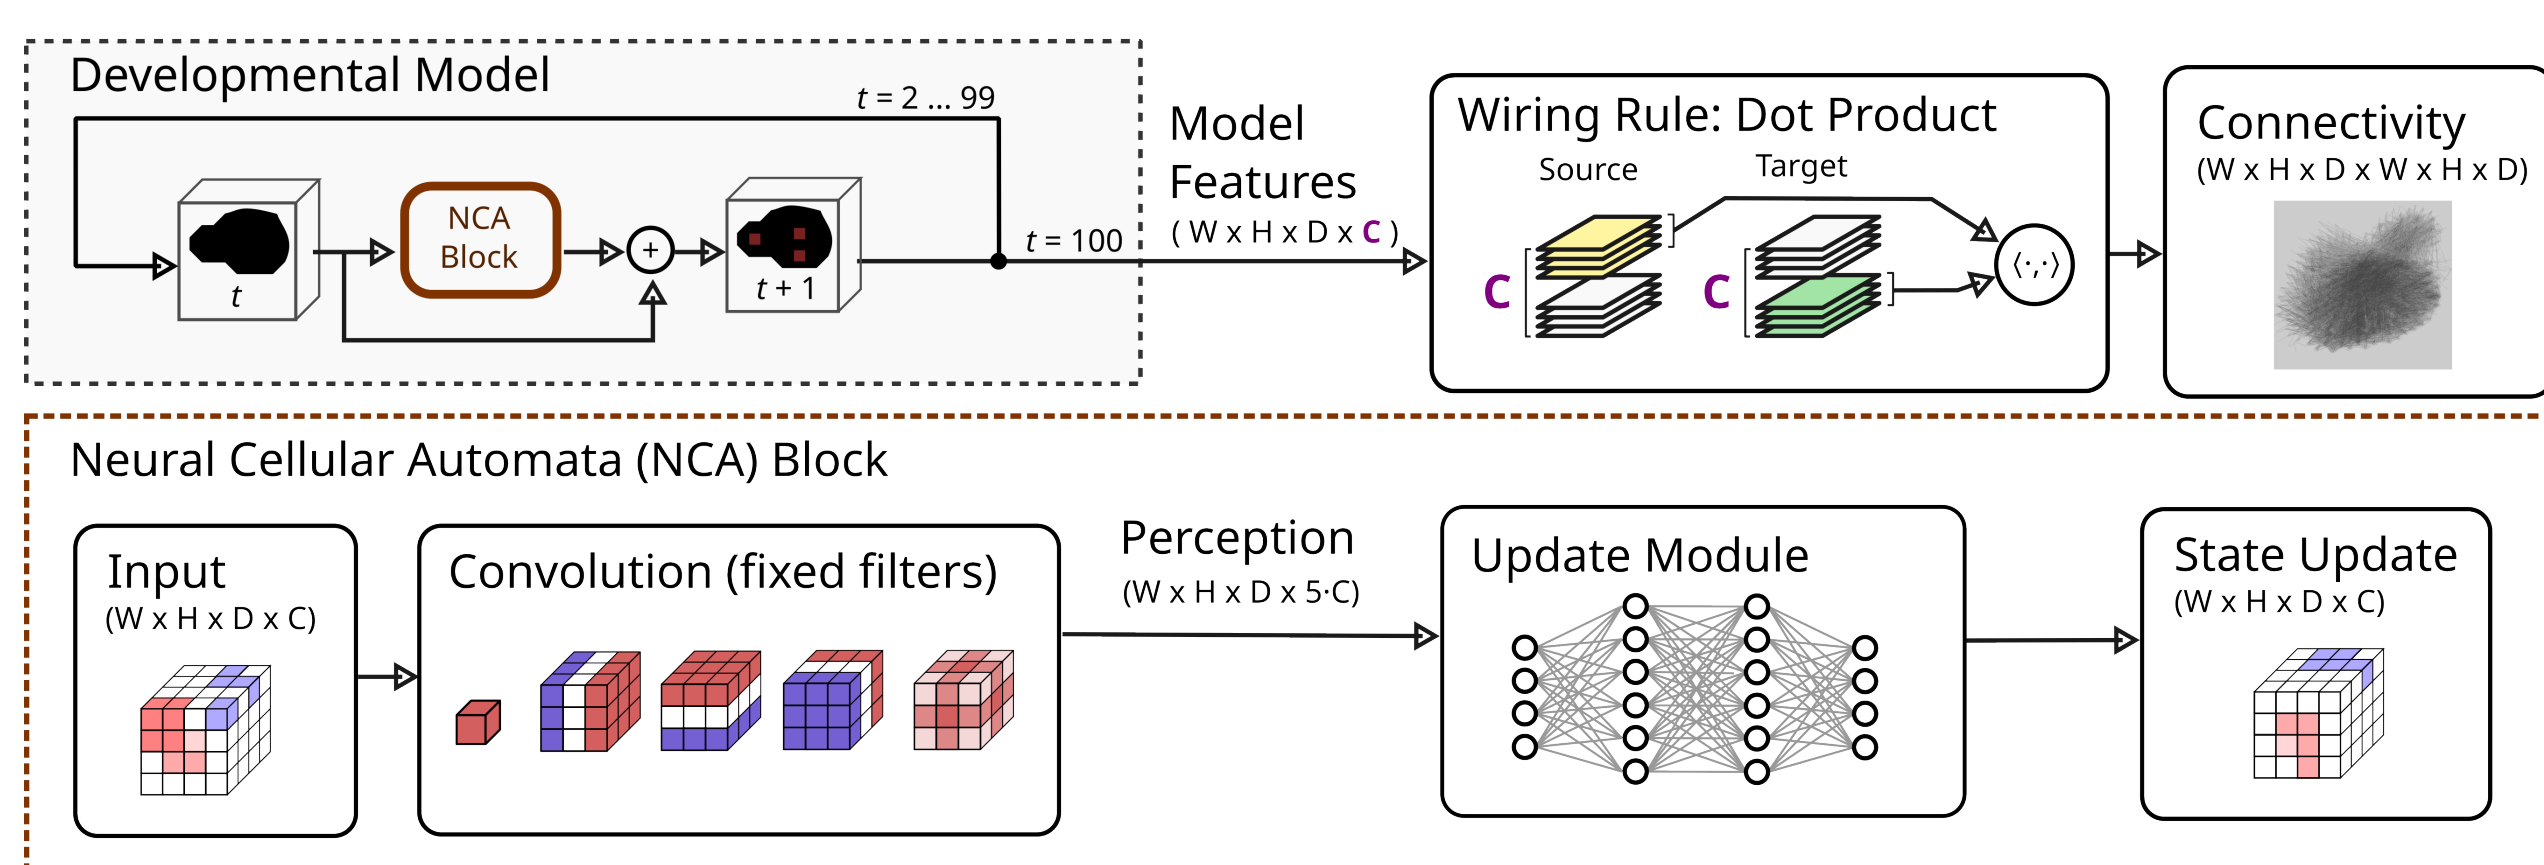 Developmental Model
t = 2 ... 99
t
NCA
Block
+
t + 1
t = 100
Model
Features
( W x H x D x C )
Wiring Rule: Dot Product
Source
Target
C
C
⟨·,·⟩
Connectivity
(W x H x D x W x H x D)
Neural Cellular Automata (NCA) Block
Input
(W x H x D x C)
Convolution (fixed filters)
Perception
(W x H x D x 5·C)
Update Module
State Update
(W x H x D x C)